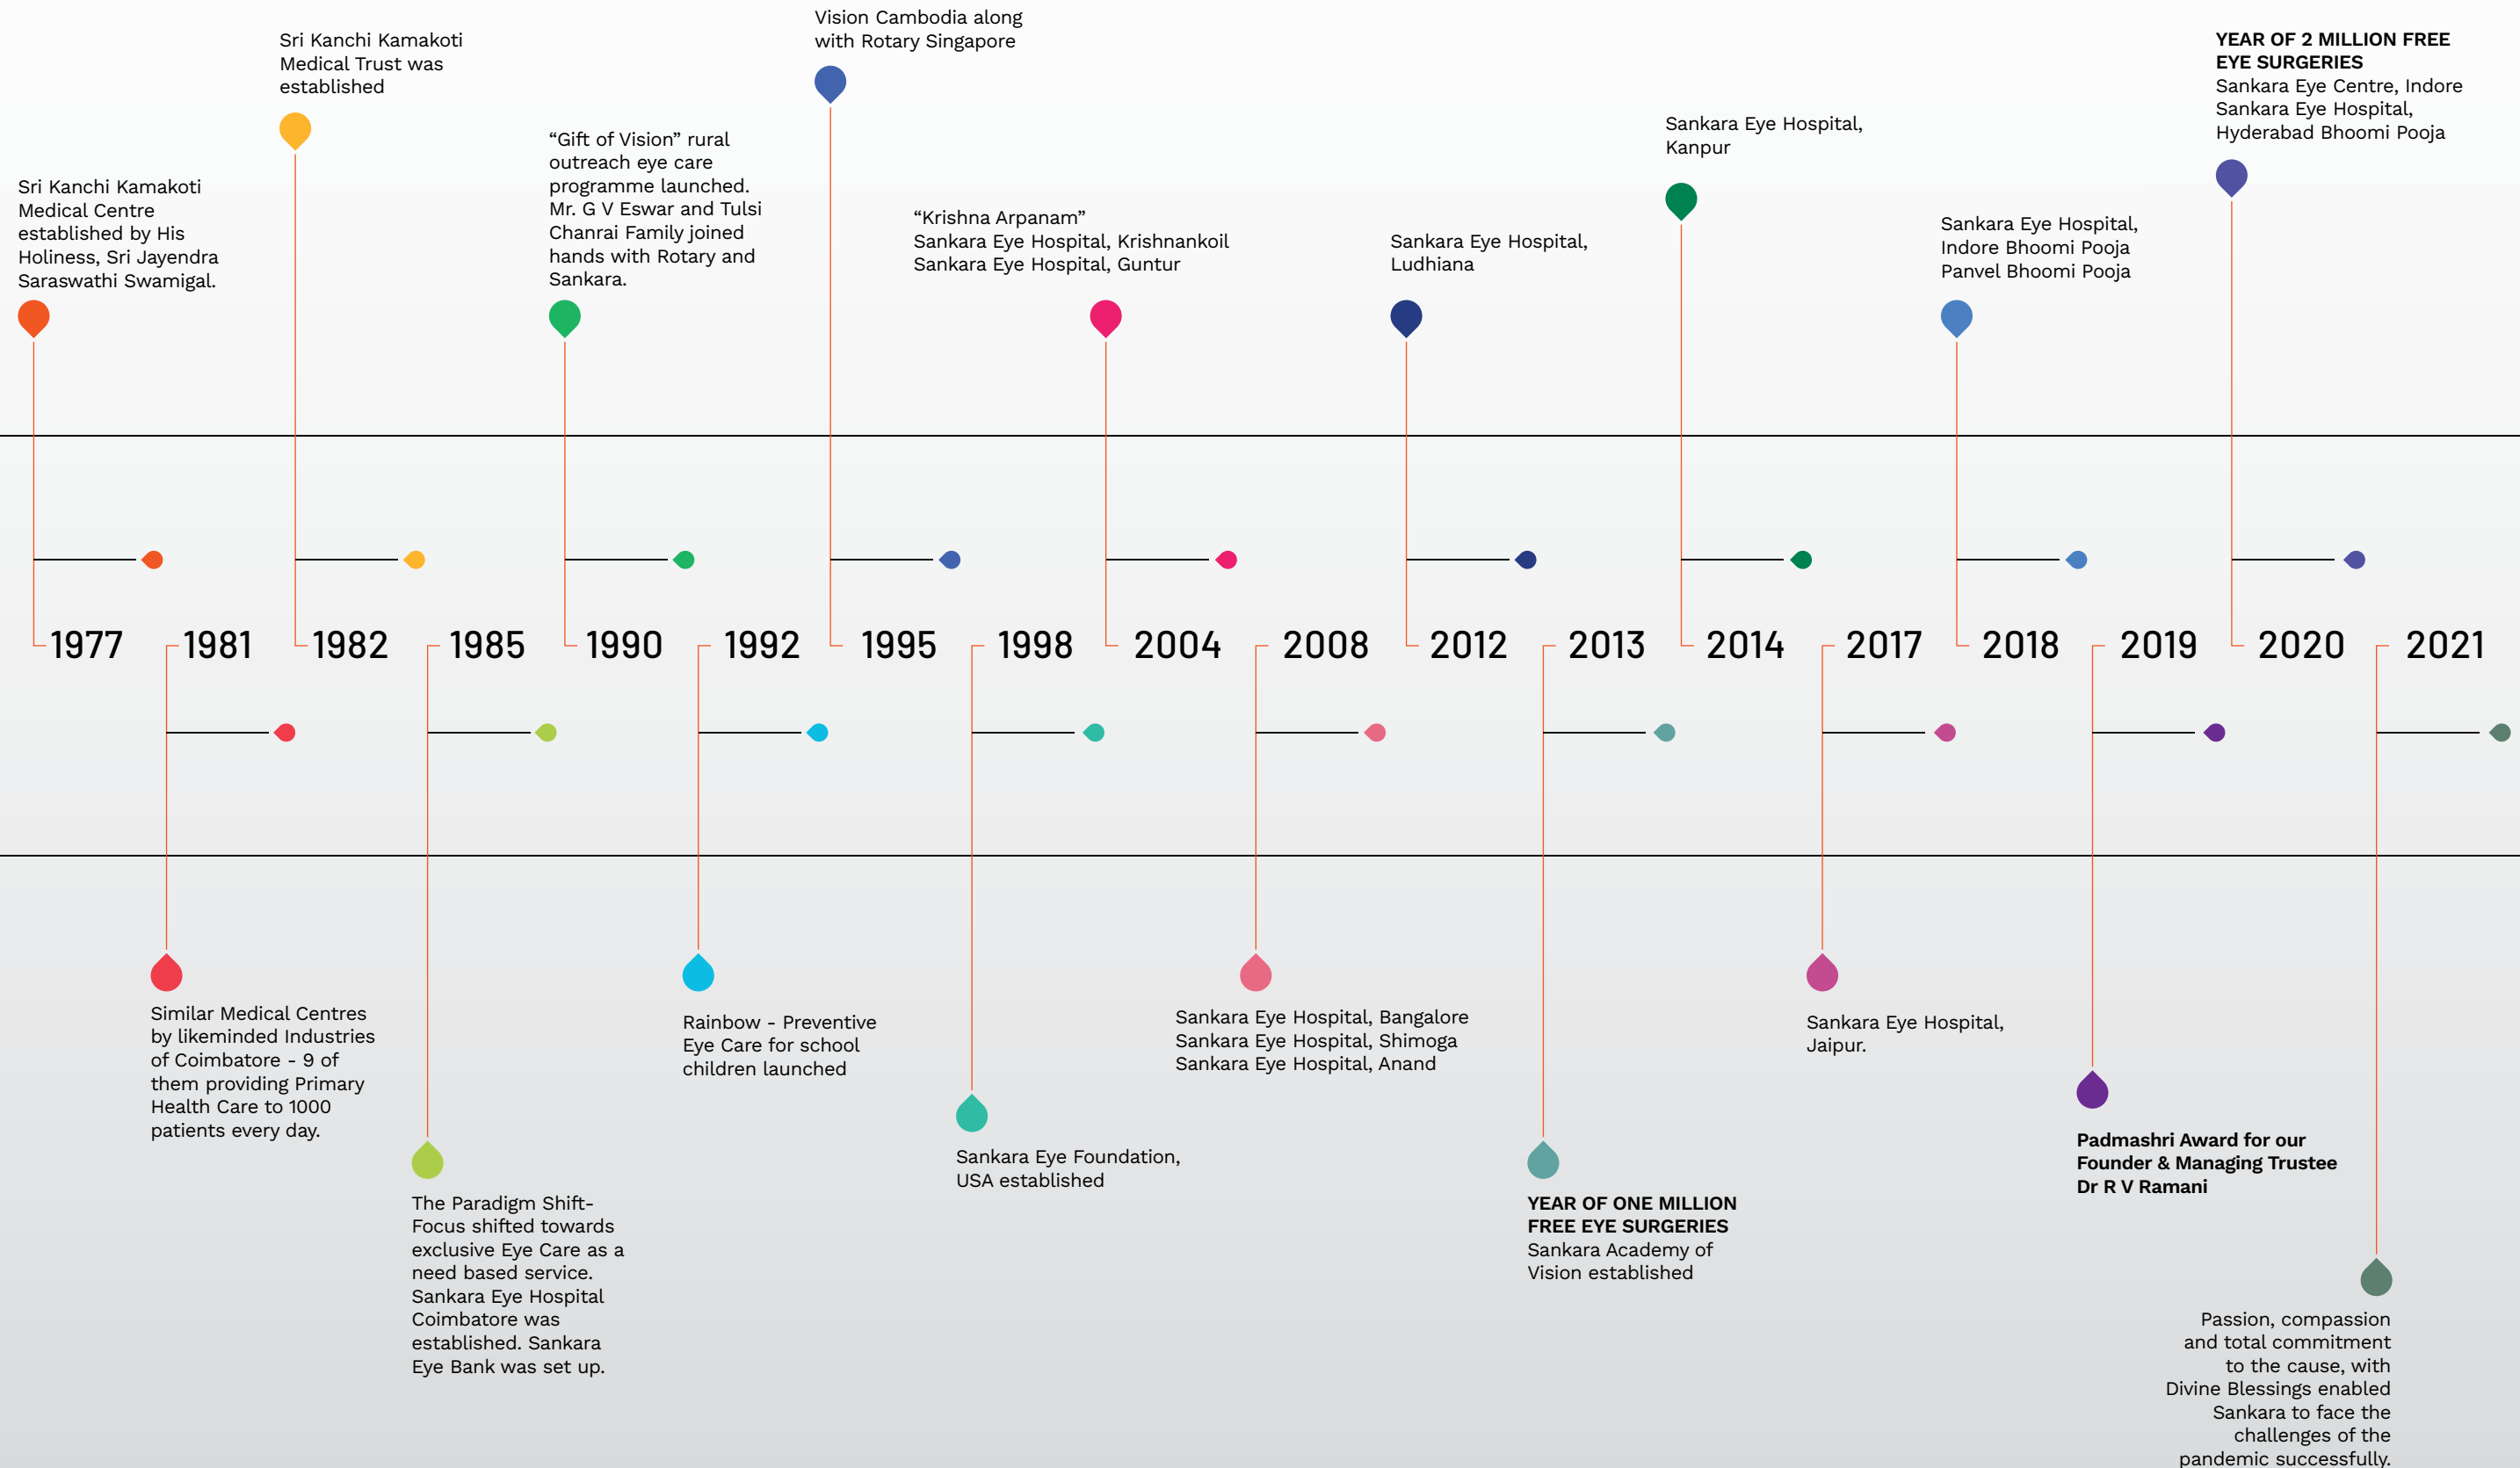 Sri Kanchi Kamakoti
Medical Centre
established by His
Holiness, Sri Jayendra
Saraswathi Swamigal.
Sri Kanchi Kamakoti
Medical Trust was
established
“Gift of Vision” rural
outreach eye care
programme launched.
Mr. G V Eswar and Tulsi
Chanrai Family joined
hands with Rotary and
Sankara.
Vision Cambodia along
with Rotary Singapore
“Krishna Arpanam”
Sankara Eye Hospital, Krishnankoil
Sankara Eye Hospital, Guntur
Sankara Eye Hospital,
Ludhiana
Sankara Eye Hospital,
Kanpur
Sankara Eye Hospital,
Indore Bhoomi Pooja
Panvel Bhoomi Pooja
YEAR OF 2 MILLION FREE
EYE SURGERIES
Sankara Eye Centre, Indore
Sankara Eye Hospital,
Hyderabad Bhoomi Pooja
1977 1981 1982 1985 1990 1992 1995 1998 2004 2008 2012 2013 2014 2017 2018 2019 2020 2021
Similar Medical Centres
by likeminded Industries
of Coimbatore - 9 of
them providing Primary
Health Care to 1000
patients every day.
The Paradigm Shift-
Focus shifted towards
exclusive Eye Care as a
need based service.
Sankara Eye Hospital
Coimbatore was
established. Sankara
Eye Bank was set up.
Rainbow - Preventive
Eye Care for school
children launched
Sankara Eye Foundation,
USA established
Sankara Eye Hospital, Bangalore
Sankara Eye Hospital, Shimoga
Sankara Eye Hospital, Anand
YEAR OF ONE MILLION
FREE EYE SURGERIES
Sankara Academy of
Vision established
Sankara Eye Hospital,
Jaipur.
Padmashri Award for our
Founder & Managing Trustee
Dr R V Ramani
Passion, compassion
and total commitment
to the cause, with
Divine Blessings enabled
Sankara to face the
challenges of the
pandemic successfully.